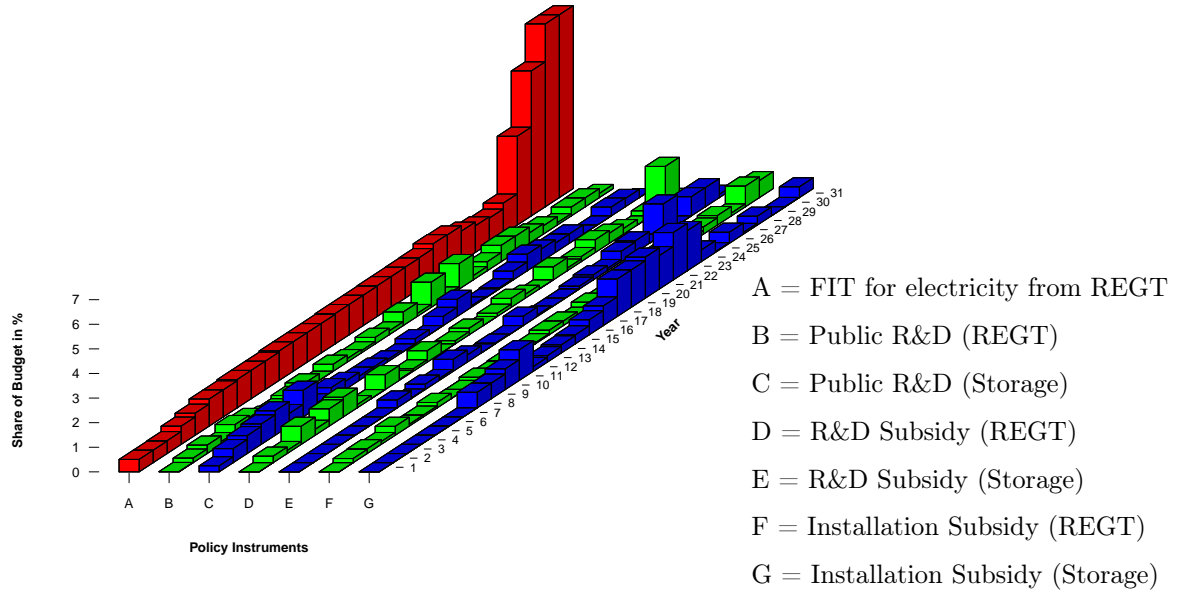 7
6
5
4
3
2
1
0
Share of Budget in %
A B C D E F G
Policy Instruments
1 2 3 4 5 6 7 8 9 10 11 12 13 14 15 16 17 18 19 20 21 22 23 24 25 26 27 28 29 30 31
Year
A = FIT for electricity from REGT
B = Public R&D (REGT)
C = Public R&D (Storage)
D = R&D Subsidy (REGT)
E = R&D Subsidy (Storage)
F = Installation Subsidy (REGT)
G = Installation Subsidy (Storage)